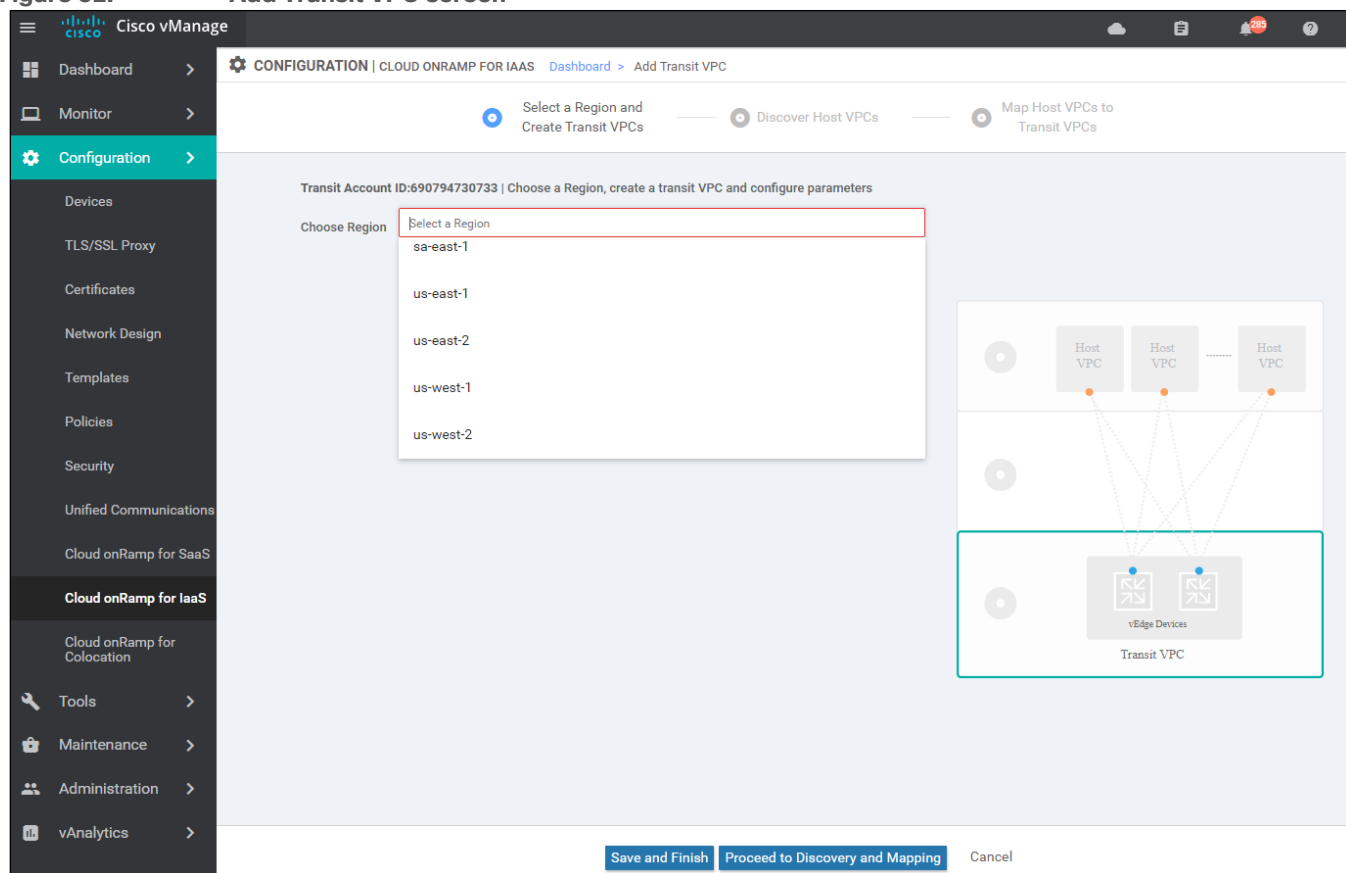 Figure 52. Add Transit VPC screen
cisco Cisco vManage
285
Dashboard
Monitor
Configuration
Devices
TLS/SSL Proxy
Certificates
Network Design
Templates
Policies
Security
Unified Communications
Cloud onRamp for SaaS
Cloud onRamp for IaaS
Cloud onRamp for
Colocation
Tools
Maintenance
Administration
vAnalytics
CONFIGURATION | CLOUD ONRAMP FOR IAAS Dashboard > Add Transit VPC
Select a Region and
Create Transit VPCs
Discover Host VPCs
Map Host VPCs to
Transit VPCs
Transit Account ID:690794730733 | Choose a Region, create a transit VPC and configure parameters
Choose Region
Select a Region
sa-east-1
us-east-1
us-east-2
us-west-1
us-west-2
Host
VPC
Host
VPC
Host
VPC
vEdge Devices
Transit VPC
Save and Finish
Proceed to Discovery and Mapping
Cancel